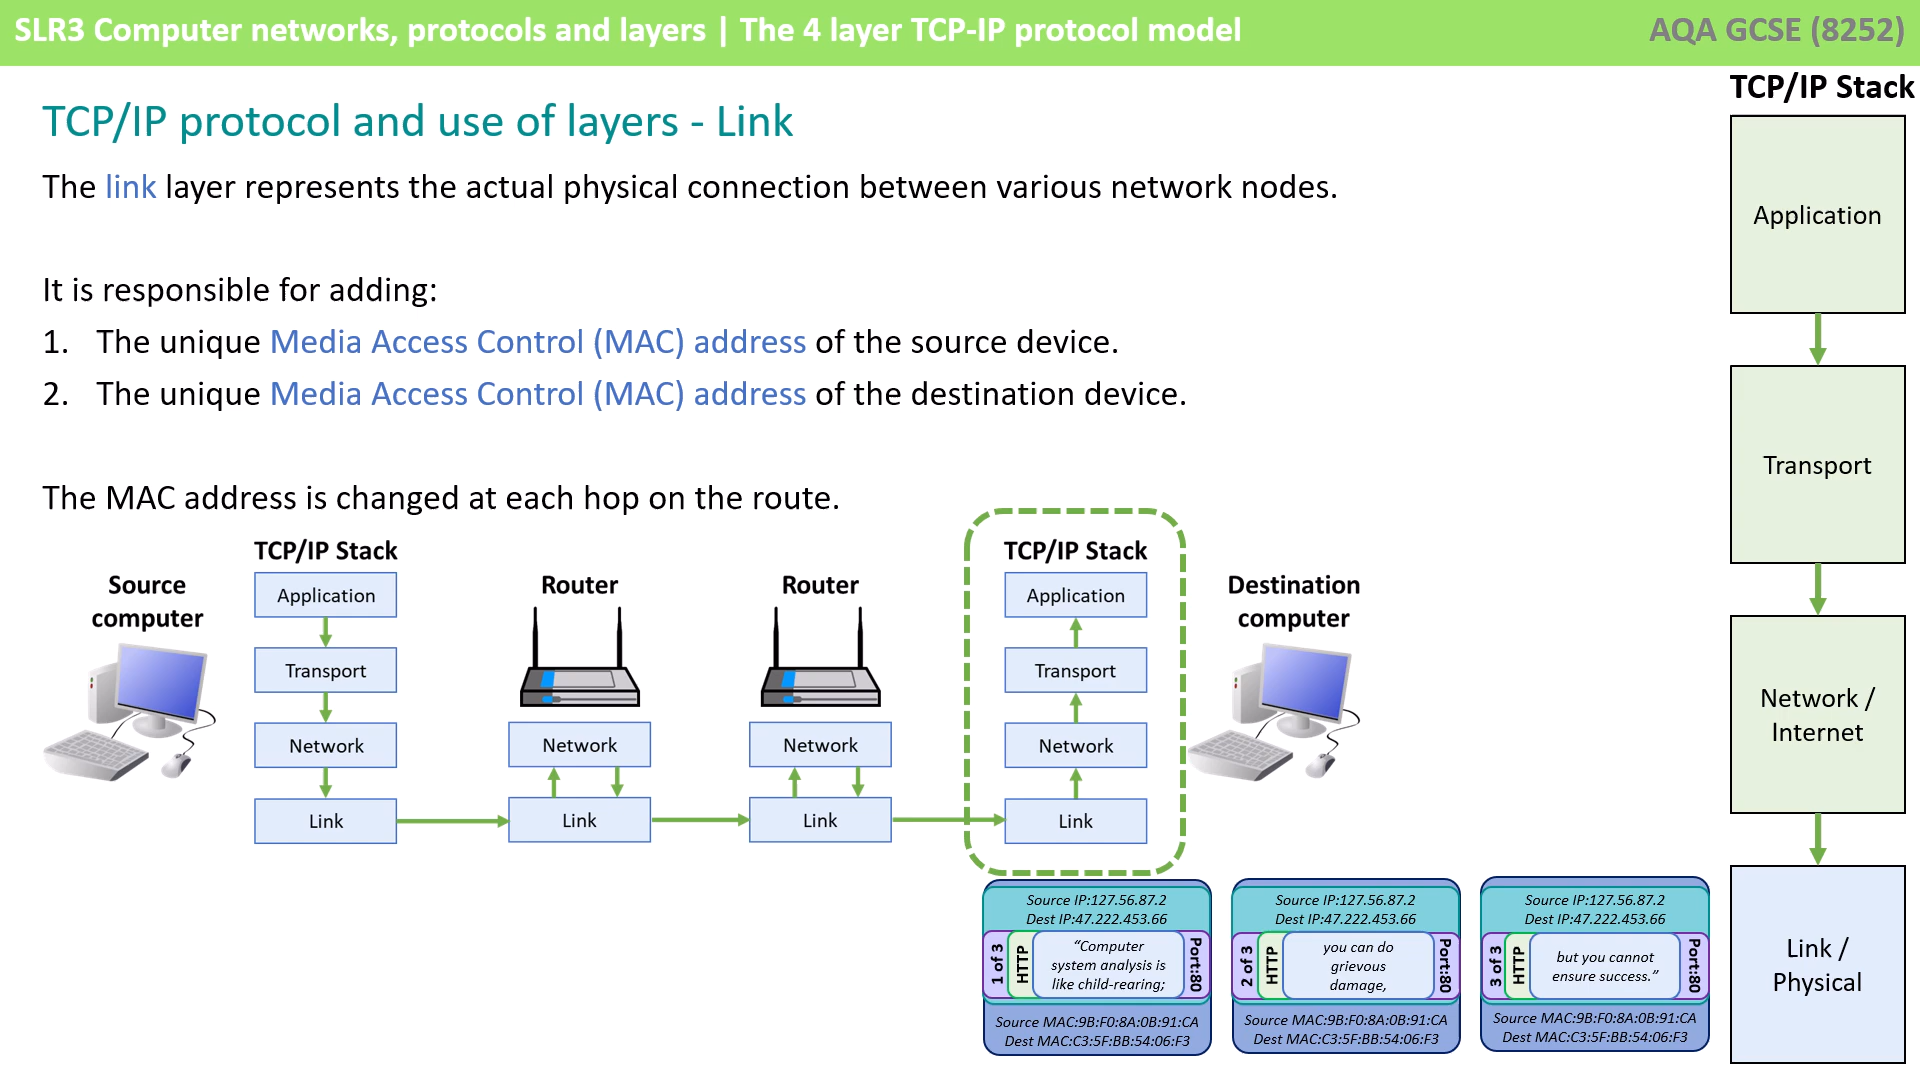 SLR3 Computer networks, protocols and layers | The 4 layer TCP-IP protocol model
AQA GCSE (8252)
TCP/IP protocol and use of layers - Link
The link layer represents the actual physical connection between various network nodes.
It is responsible for adding:
1. The unique Media Access Control (MAC) address of the source device.
2. The unique Media Access Control (MAC) address of the destination device.
The MAC address is changed at each hop on the route.
Source
computer
TCP/IP Stack
Application
Transport
Network
Link
Router
Network
Link
Router
Network
Link
TCP/IP Stack
Application
Transport
Network
Link
Destination
computer
Source IP:127.56.87.2
Dest IP:47.222.453.66
1 of 3
HTTP
“Computer
system analysis is
like child-rearing;
Port:80
Source MAC:9B:F0:8A:0B:91:CA
Dest MAC:C3:5F:BB:54:06:F3
Source IP:127.56.87.2
Dest IP:47.222.453.66
2 of 3
HTTP
you can do
grievous
damage,
Port:80
Source MAC:9B:F0:8A:0B:91:CA
Dest MAC:C3:5F:BB:54:06:F3
Source IP:127.56.87.2
Dest IP:47.222.453.66
3 of 3
HTTP
but you cannot
ensure success.”
Port:80
Source MAC:9B:F0:8A:0B:91:CA
Dest MAC:C3:5F:BB:54:06:F3
TCP/IP Stack
Application
Transport
Network /
Internet
Link /
Physical